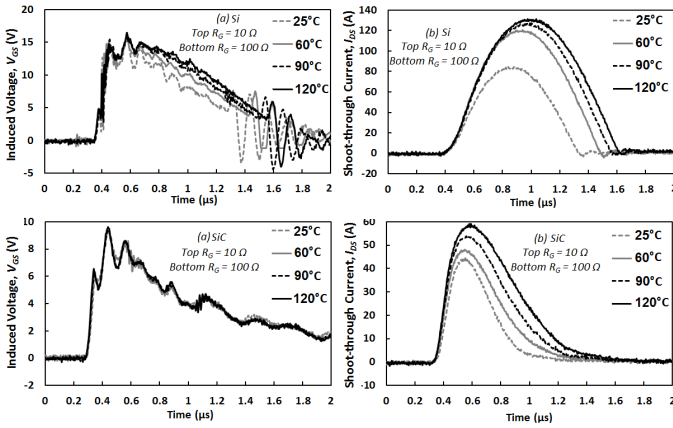 (a) Si
Top RG = 10 Ω
Bottom RG = 100 Ω
25°C
60°C
90°C
120°C
Induced Voltage, VGS (V)
20
15
10
5
0
-5
0 0.2 0.4 0.6 0.8 1 1.2 1.4 1.6 1.8 2
Time (µs)
(b) Si
Top RG = 10 Ω
Bottom RG = 100 Ω
25°C
60°C
90°C
120°C
Shoot-through Current, IDS (A)
140
120
100
80
60
40
20
0
-20
0 0.2 0.4 0.6 0.8 1 1.2 1.4 1.6 1.8 2
Time (µs)
(a) SiC
Top RG = 10 Ω
Bottom RG = 100 Ω
25°C
60°C
90°C
120°C
Induced Voltage, VGS (V)
10
8
6
4
2
0
-2
0 0.2 0.4 0.6 0.8 1 1.2 1.4 1.6 1.8 2
Time (µs)
(b) SiC
Top RG = 10 Ω
Bottom RG = 100 Ω
25°C
60°C
90°C
120°C
Shoot-through Current, IDS (A)
60
50
40
30
20
10
0
-10
0 0.2 0.4 0.6 0.8 1 1.2 1.4 1.6 1.8 2
Time (µs)